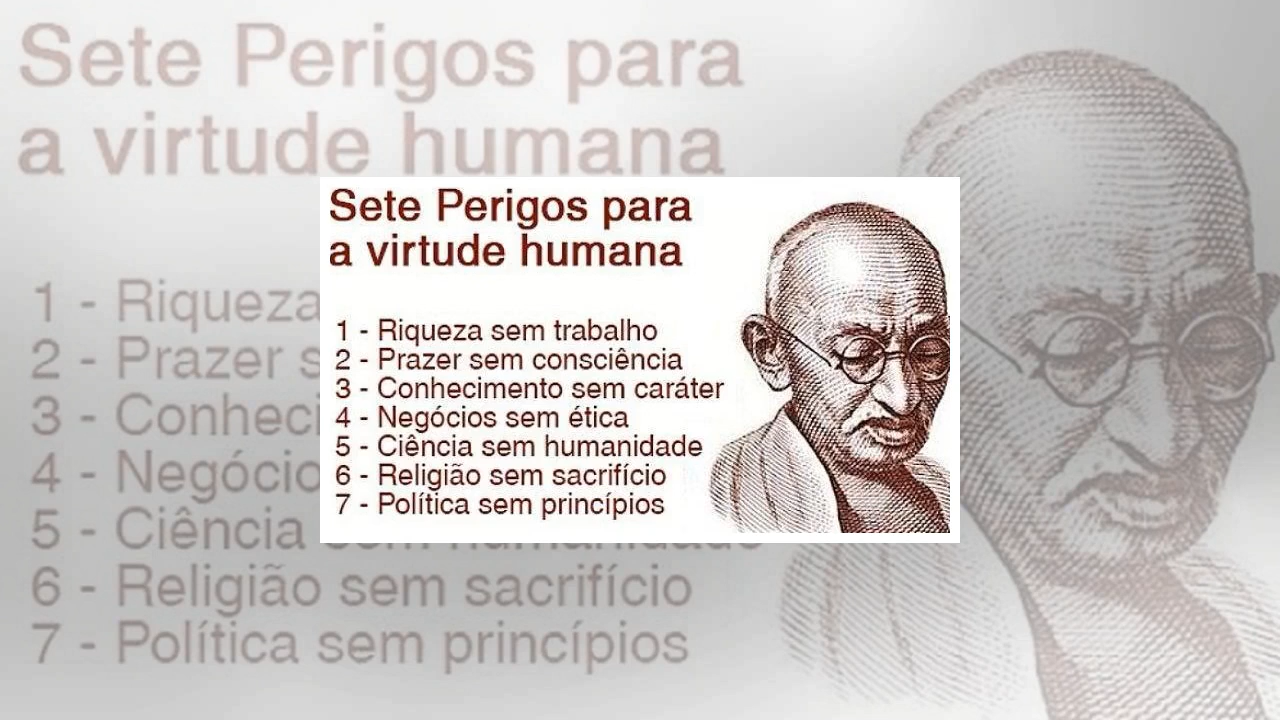 Sete Perigos para
a virtude humana
1 - Riqueza sem trabalho
2 - Prazer sem consciência
3 - Conhecimento sem caráter
4 - Negócios sem ética
5 - Ciência sem humanidade
6 - Religião sem sacrifício
7 - Política sem princípios